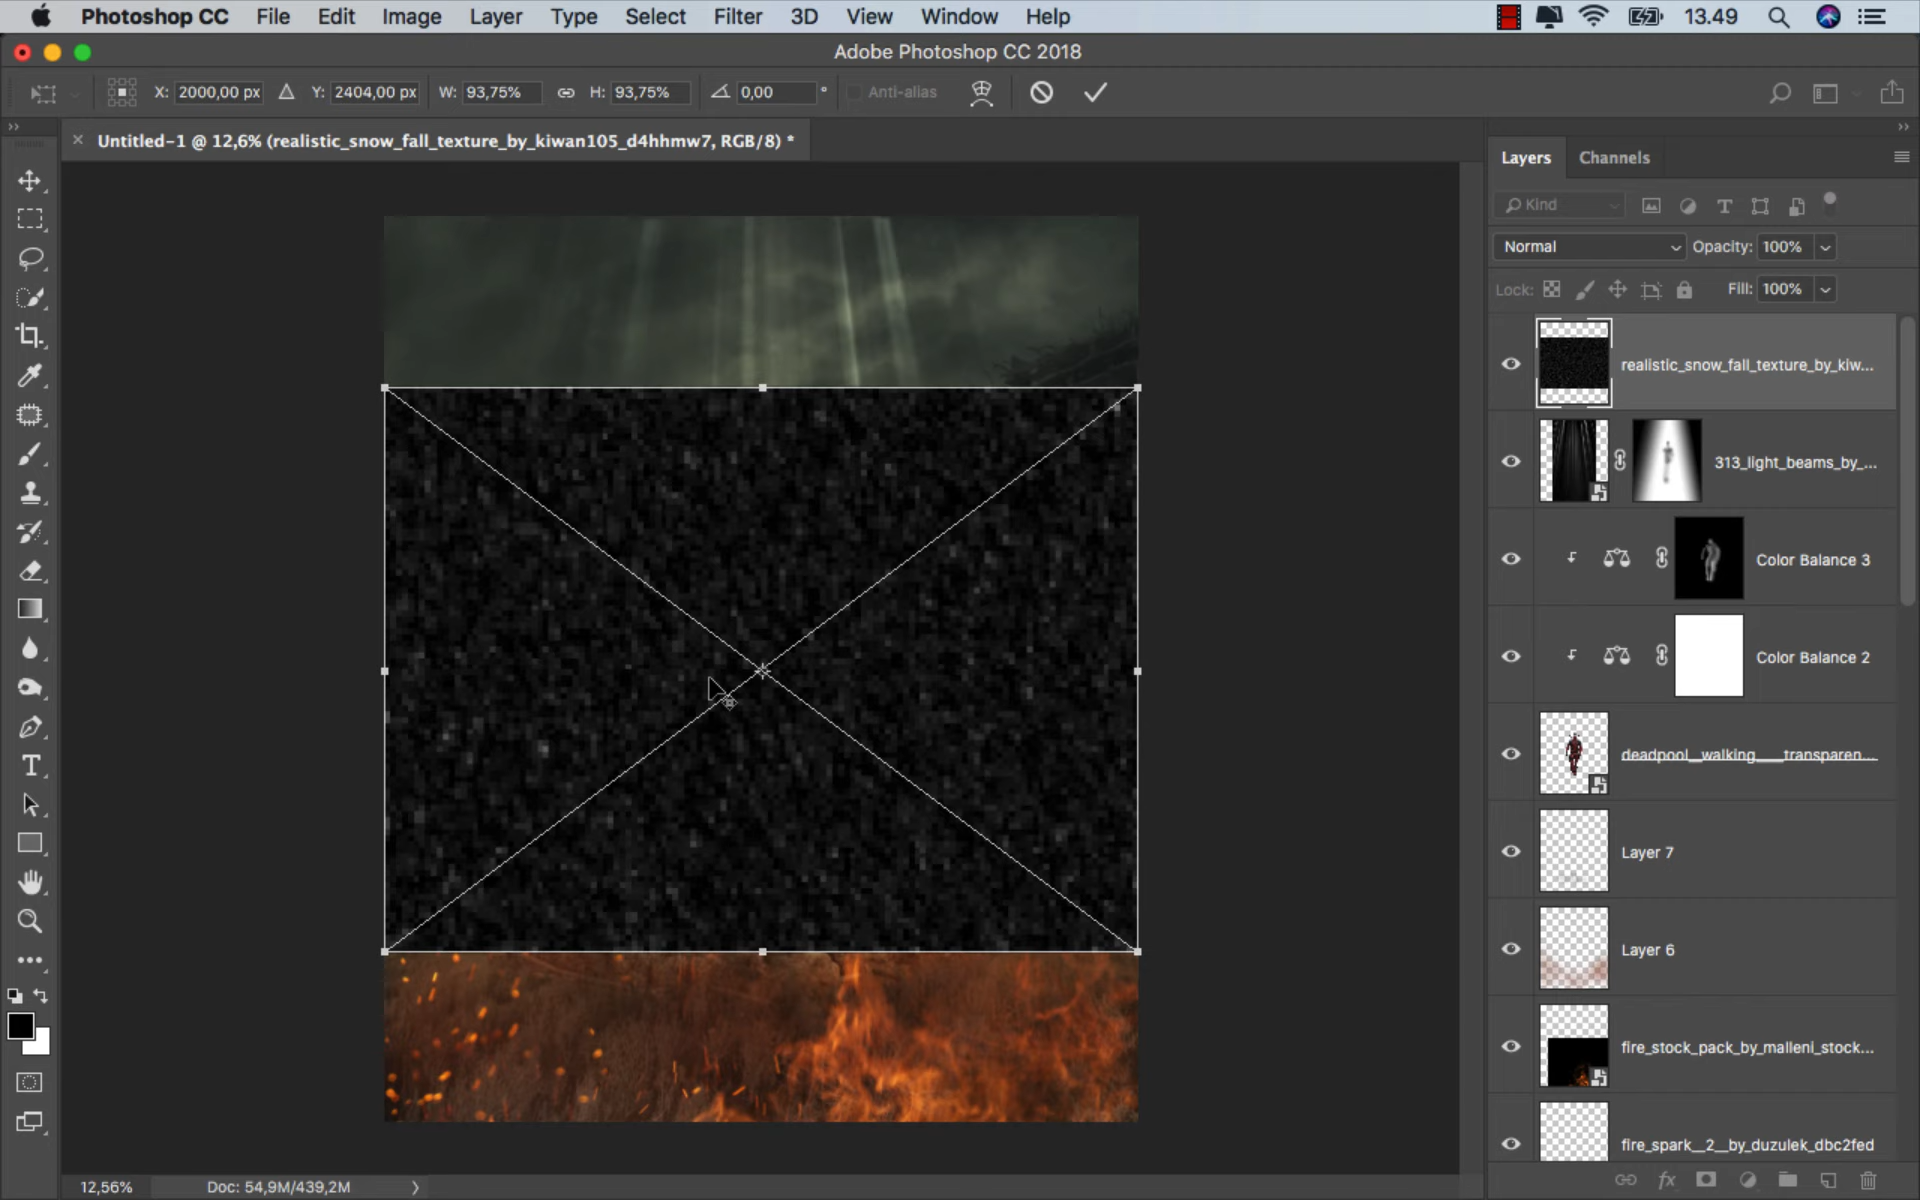 Photoshop CC File Edit Image Layer Type Select Filter 3D View Window Help 13.49
Adobe Photoshop CC 2018
X: 2000,00 px Y: 2404,00 px W: 93,75% H: 93,75% 0,00 ° Anti-alias
Untitled-1 @ 12,6% (realistic_snow_fall_texture_by_kiwan105_d4hhmw7, RGB/8) *
Layers Channels
Kind
Normal Opacity: 100%
Lock: Fill: 100%
realistic_snow_fall_texture_by_kiw...
313_light_beams_by_...
Color Balance 3
Color Balance 2
deadpool__walking____transparen...
Layer 7
Layer 6
fire_stock_pack_by_malleni_stock...
fire_spark__2__by_duzulek_dbc2fed
12,56% Doc: 54,9M/439,2M